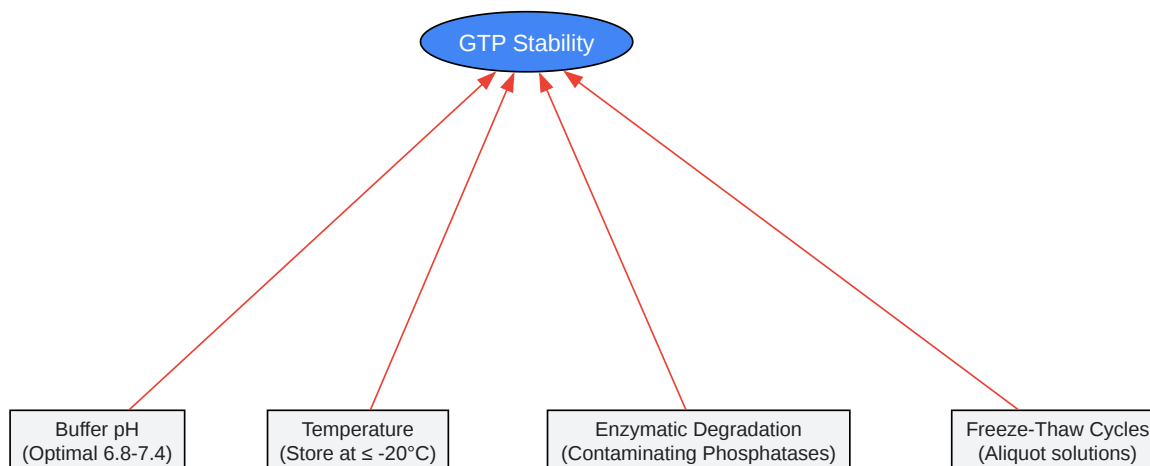 GTP Stability
Buffer pH
(Optimal 6.8-7.4)
Temperature
(Store at ≤ -20°C)
Enzymatic Degradation
(Contaminating Phosphatases)
Freeze-Thaw Cycles
(Aliquot solutions)